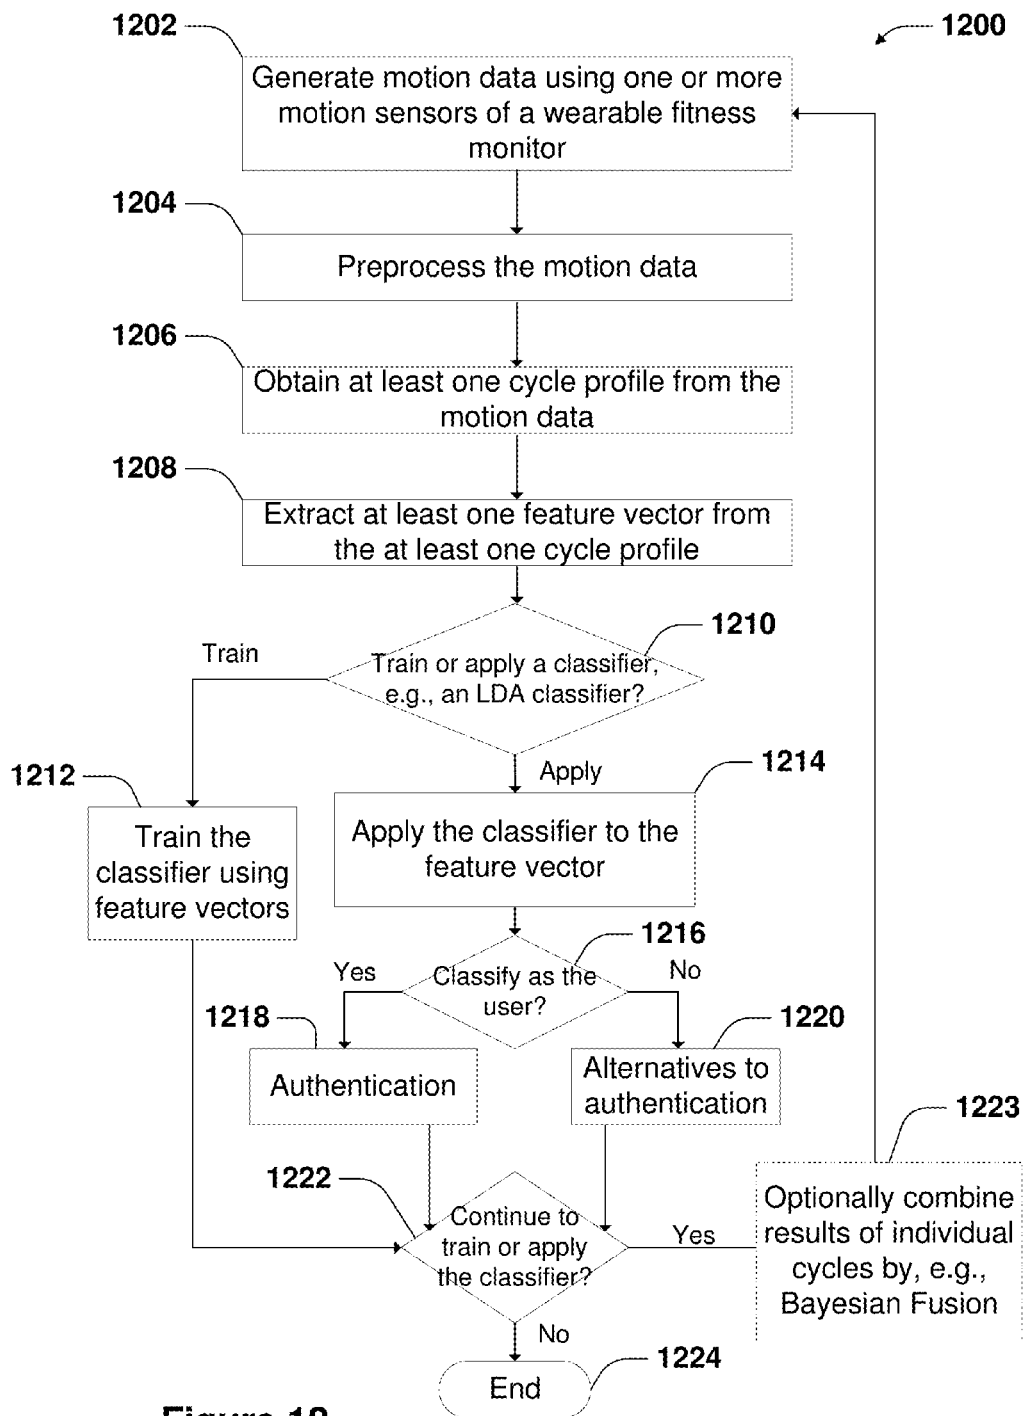 1202
1200
Generate motion data using one or more
motion sensors of a wearable fitness
monitor
1204
Preprocess the motion data
1206
Obtain at least one cycle profile from the
motion data
1208
Extract at least one feature vector from
the at least one cycle profile
1210
Train
Train or apply a classifier,
e.g., an LDA classifier?
1212
Apply
1214
Train the
classifier using
feature vectors
Apply the classifier to the
feature vector
1216
Yes
Classify as the
user?
No
1218
1220
Authentication
Alternatives to
authentication
1223
1222
Continue to
train or apply
the classifier?
Yes
Optionally combine
results of individual
cycles by, e.g.,
Bayesian Fusion
No
1224
End
Figure